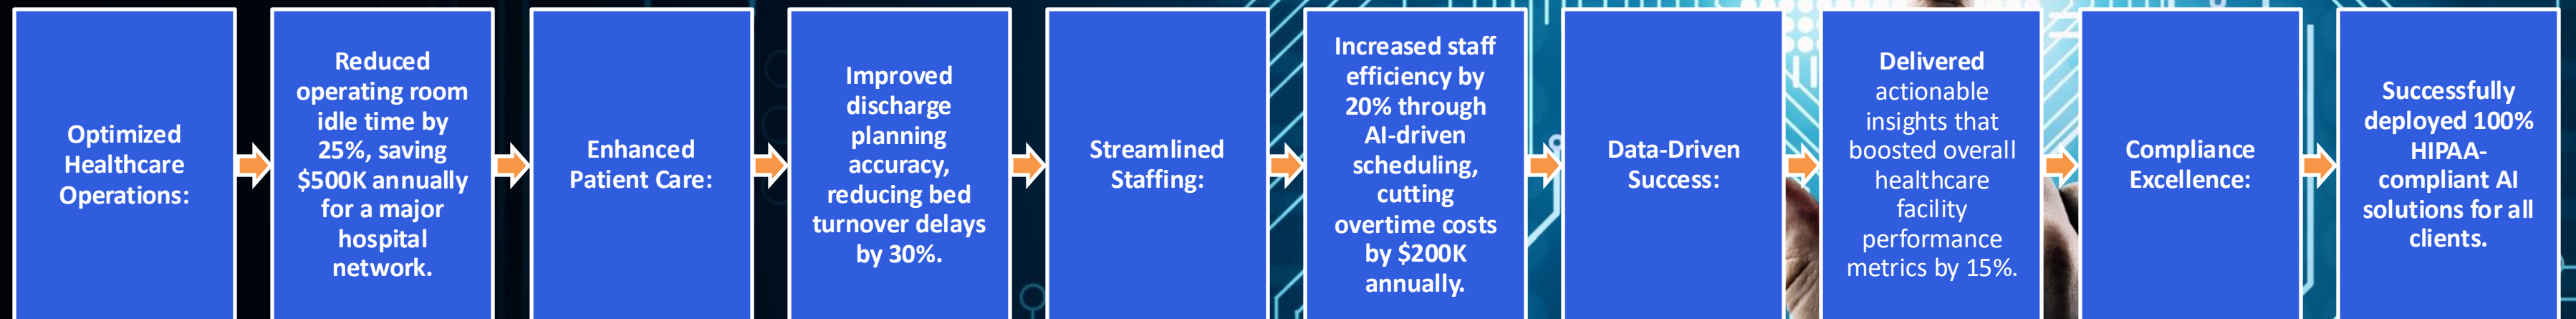 Optimized
Healthcare
Operations:
Reduced
operating room
idle time by
25%, saving
$500K annually
for a major
hospital
network.
Enhanced
Patient Care:
Improved
discharge
planning
accuracy,
reducing bed
turnover delays
by 30%.
Streamlined
Staffing:
Increased staff
efficiency by
20% through
AI-driven
scheduling,
cutting
overtime costs
by $200K
annually.
Data-Driven
Success:
Delivered
actionable
insights that
boosted overall
healthcare
facility
performance
metrics by 15%.
Compliance
Excellence:
Successfully
deployed 100%
HIPAA-
compliant AI
solutions for all
clients.